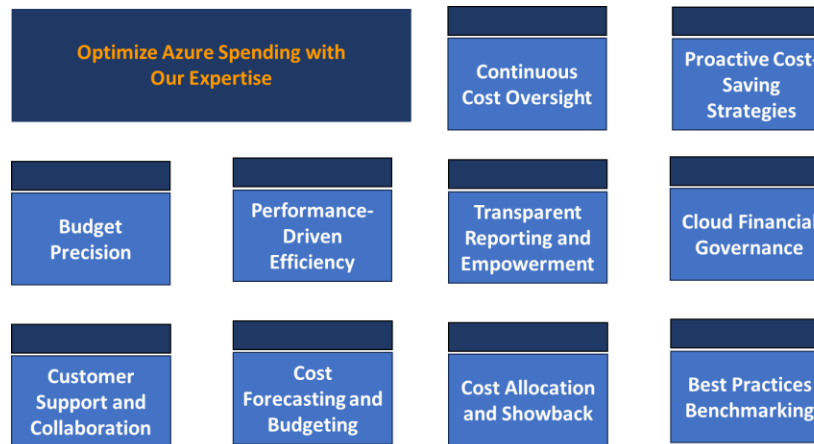 Optimize Azure Spending with
Our Expertise
Continuous
Cost Oversight
Proactive Cost-
Saving
Strategies
Budget
Precision
Performance-
Driven
Efficiency
Transparent
Reporting and
Empowerment
Cloud Financial
Governance
Customer
Support and
Collaboration
Cost
Forecasting and
Budgeting
Cost Allocation
and Showback
Best Practices
Benchmarking